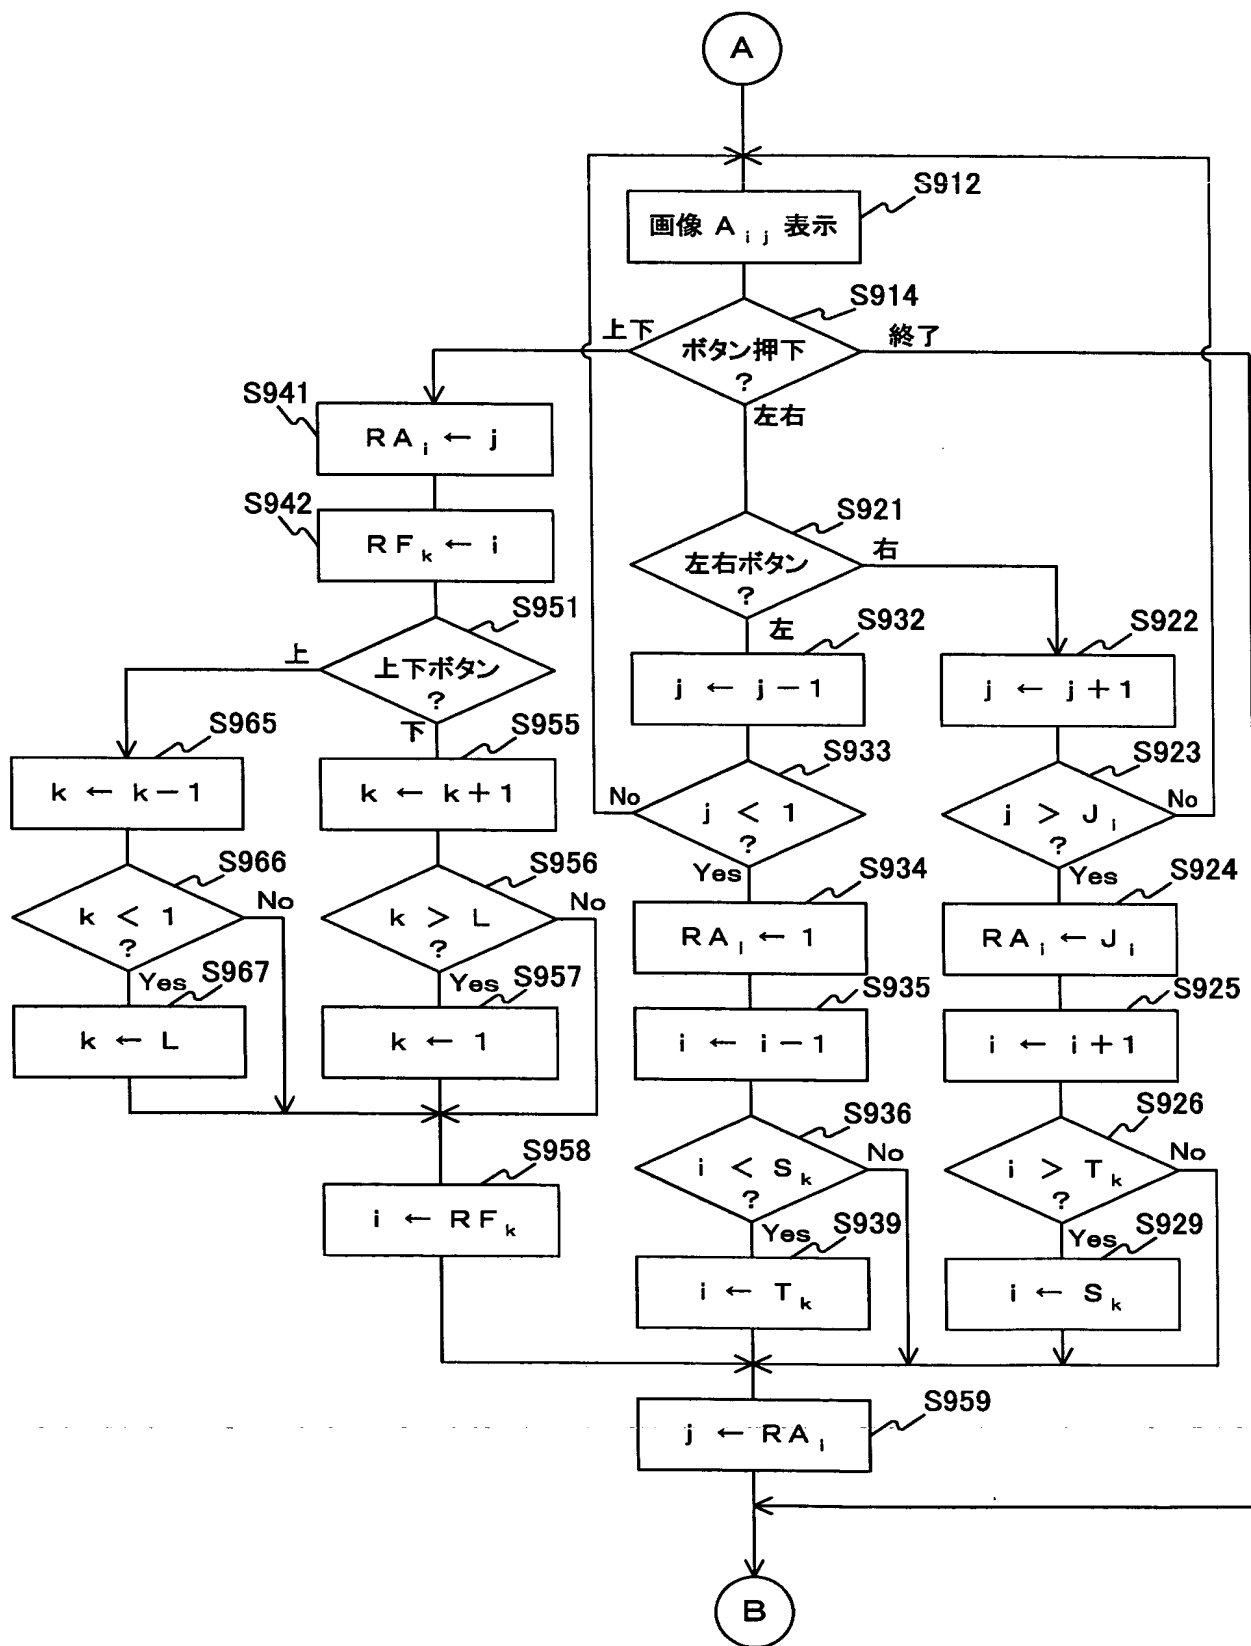 A
S912
画像 A i j 表示
S914
上下
ボタン押下
?
終了
左右
S941
RA i ← j
S942
RF k ← i
S921
左右ボタン
?
右
左
S951
上
上下ボタン
?
下
S932
j ← j-1
S922
j ← j+1
S965
k ← k-1
S955
k ← k+1
S933
No
j < 1
?
Yes
S923
j > J i
?
No
Yes
S966
k < 1
?
No
Yes
S956
k > L
?
No
Yes
S934
RA i ← 1
S924
RA i ← J i
S967
k ← L
S957
k ← 1
S935
i ← i-1
S925
i ← i+1
S936
i < S k
?
No
Yes
S926
i > T k
?
No
Yes
S958
i ← RF k
S939
i ← T k
S929
i ← S k
S959
j ← RA i
B